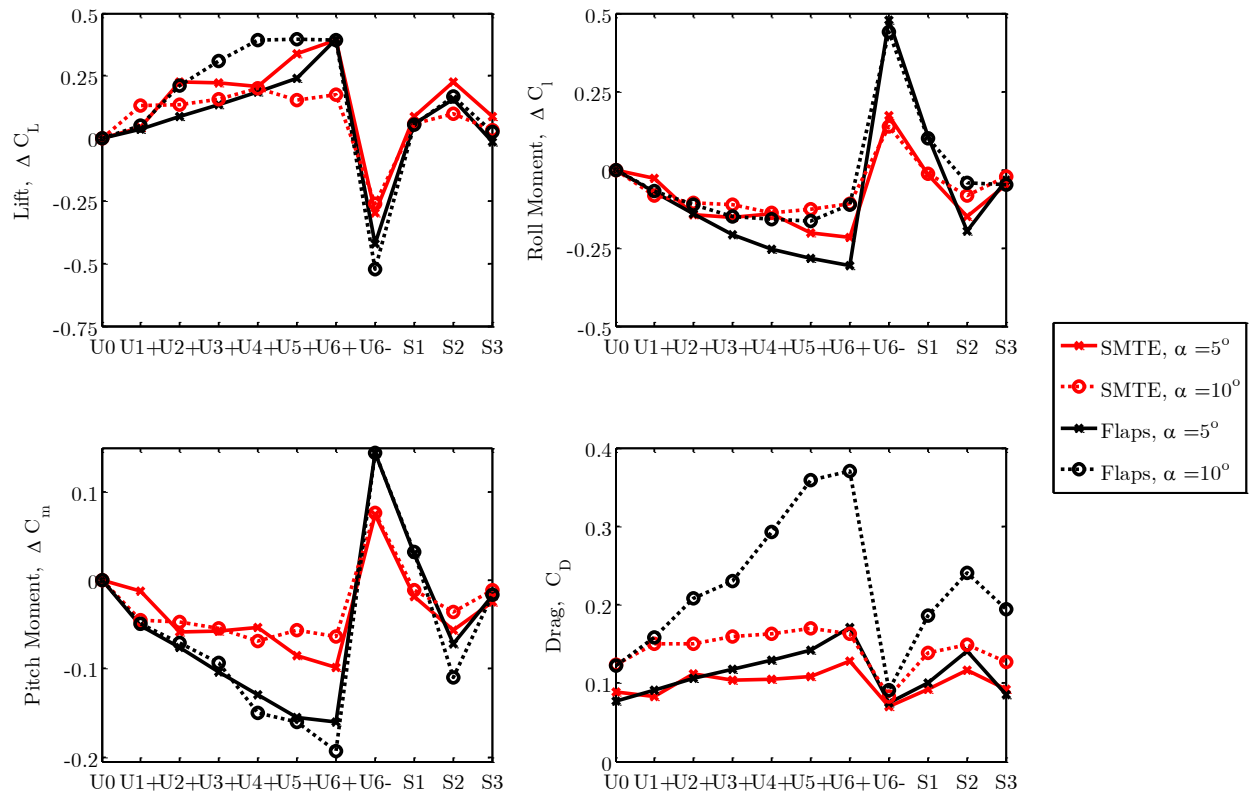 0.5
0.25
0
-0.25
-0.5
-0.75
Lift, Δ C_L
U0 U1+ U2+ U3+ U4+ U5+ U6+ U6- S1 S2 S3
0.5
0.25
0
-0.25
-0.5
Roll Moment, Δ C_l
U0 U1+ U2+ U3+ U4+ U5+ U6+ U6- S1 S2 S3
SMTE, α =5°
SMTE, α =10°
Flaps, α =5°
Flaps, α =10°
0.1
0
-0.1
-0.2
Pitch Moment, Δ C_m
U0 U1+ U2+ U3+ U4+ U5+ U6+ U6- S1 S2 S3
0.4
0.3
0.2
0.1
0
Drag, C_D
U0 U1+ U2+ U3+ U4+ U5+ U6+ U6- S1 S2 S3